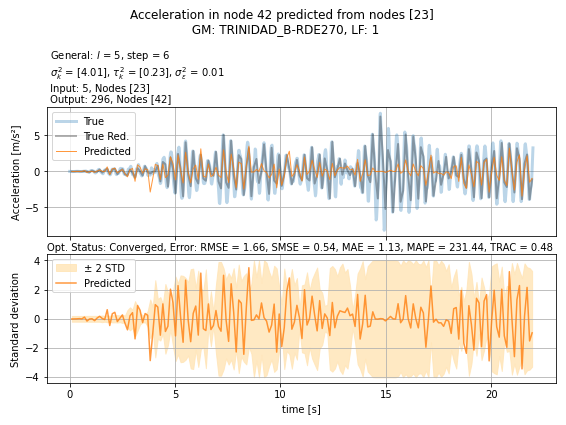 Acceleration in node 42 predicted from nodes [23]
GM: TRINIDAD_B-RDE270, LF: 1
General: l = 5, step = 6
σ²ₖ = [4.01], τ²ₖ = [0.23], σ²ε = 0.01
Input: 5, Nodes [23]
Output: 296, Nodes [42]
Acceleration [m/s²]
5
0
−5
True
True Red.
Predicted
Opt. Status: Converged, Error: RMSE = 1.66, SMSE = 0.54, MAE = 1.13, MAPE = 231.44, TRAC = 0.48
Standard deviation
4
2
0
−2
−4
± 2 STD
Predicted
0 5 10 15 20
time [s]